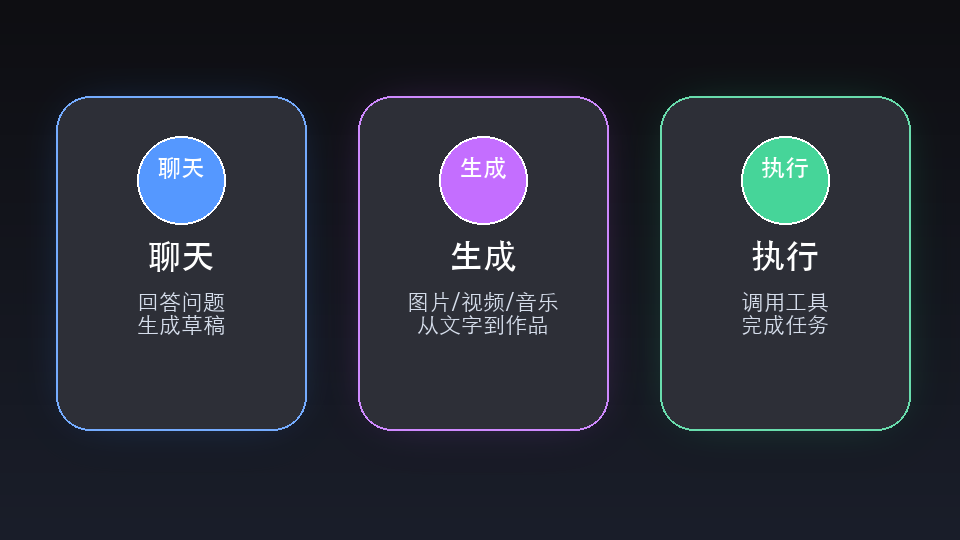 聊天
聊天
回答问题
生成草稿
生成
生成
图片/视频/音乐
从文字到作品
执行
执行
调用工具
完成任务